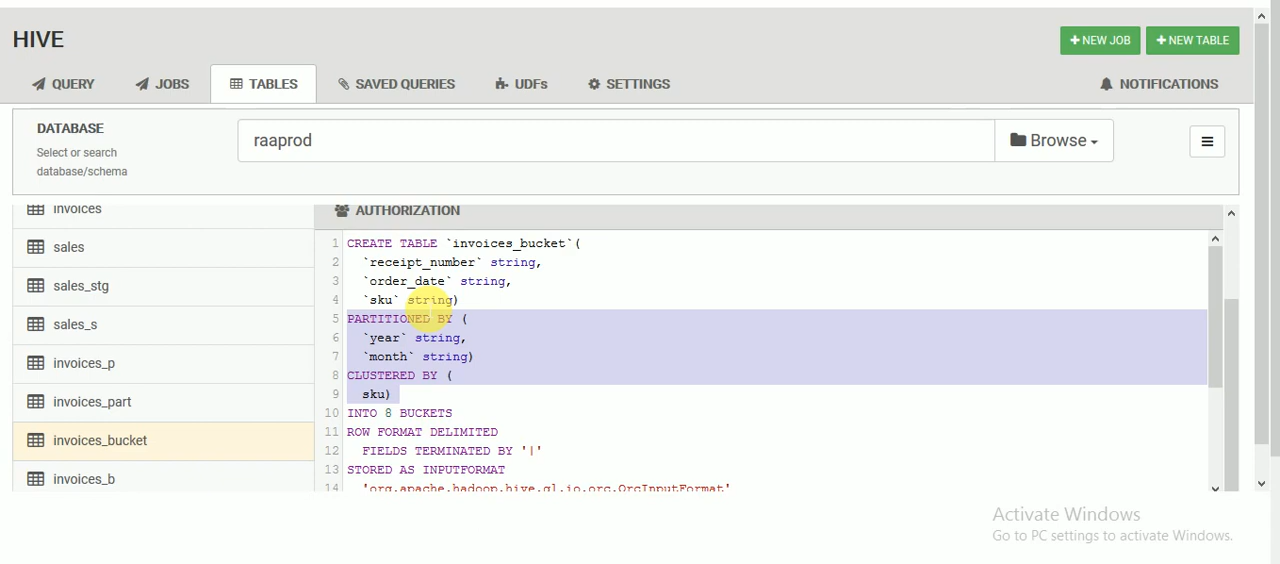 HIVE
+ NEW JOB
+ NEW TABLE
QUERY
JOBS
TABLES
SAVED QUERIES
UDFs
SETTINGS
NOTIFICATIONS
DATABASE
Select or search
database/schema
raaprod
Browse
invoices
sales
sales_stg
sales_s
invoices_p
invoices_part
invoices_bucket
invoices_b
AUTHORIZATION
1 CREATE TABLE `invoices_bucket`(
2 `receipt_number` string,
3 `order_date` string,
4 `sku` string)
5 PARTITIONED BY (
6 `year` string,
7 `month` string)
8 CLUSTERED BY (
9 sku)
10 INTO 8 BUCKETS
11 ROW FORMAT DELIMITED
12 FIELDS TERMINATED BY '|'
13 STORED AS INPUTFORMAT
14 'org.apache.hadoop.hive.ql.io.orc.OrcInputFormat'
Activate Windows
Go to PC settings to activate Windows.